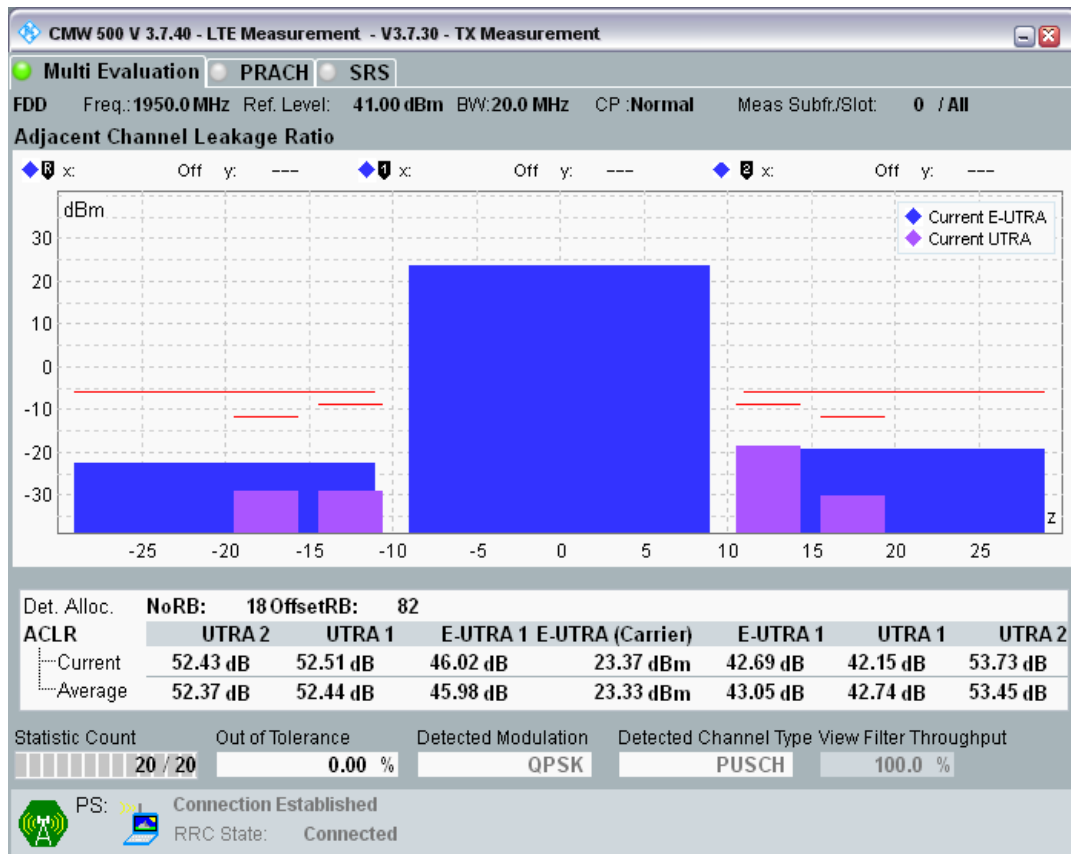 CMW 500 V 3.7.40 - LTE Measurement - V3.7.30 - TX Measurement
Multi Evaluation PRACH SRS
FDD Freq.:1950.0 MHz Ref. Level: 41.00 dBm BW:20.0 MHz CP :Normal Meas Subfr./Slot: 0 / All
Adjacent Channel Leakage Ratio
R x: Off y: --- 1 x: Off y: --- 2 x: Off y: ---
dBm
Current E-UTRA
Current UTRA
30
20
10
0
-10
-20
-30
z
-25 -20 -15 -10 -5 0 5 10 15 20 25
Det. Alloc. NoRB: 18 OffsetRB: 82
ACLR UTRA 2 UTRA 1 E-UTRA 1 E-UTRA (Carrier) E-UTRA 1 UTRA 1 UTRA 2
Current 52.43 dB 52.51 dB 46.02 dB 23.37 dBm 42.69 dB 42.15 dB 53.73 dB
Average 52.37 dB 52.44 dB 45.98 dB 23.33 dBm 43.05 dB 42.74 dB 53.45 dB
Statistic Count Out of Tolerance Detected Modulation Detected Channel Type View Filter Throughput
20 / 20 0.00 % QPSK PUSCH 100.0 %
PS: Connection Established
RRC State: Connected